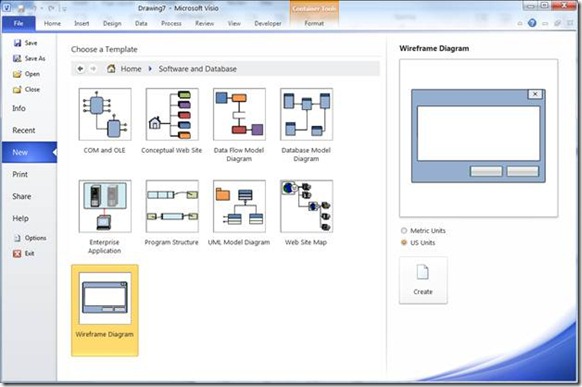 Drawing7 - Microsoft Visio
Container Tools
File Home Insert Design Data Process Review View Developer Format
Save
Save As
Open
Close
Info
Recent
New
Print
Share
Help
Options
Exit
Choose a Template
Home Software and Database
COM and OLE
Conceptual Web Site
Data Flow Model Diagram
Database Model Diagram
Enterprise Application
Program Structure
UML Model Diagram
Web Site Map
Wireframe Diagram
Wireframe Diagram
Metric Units
US Units
Create